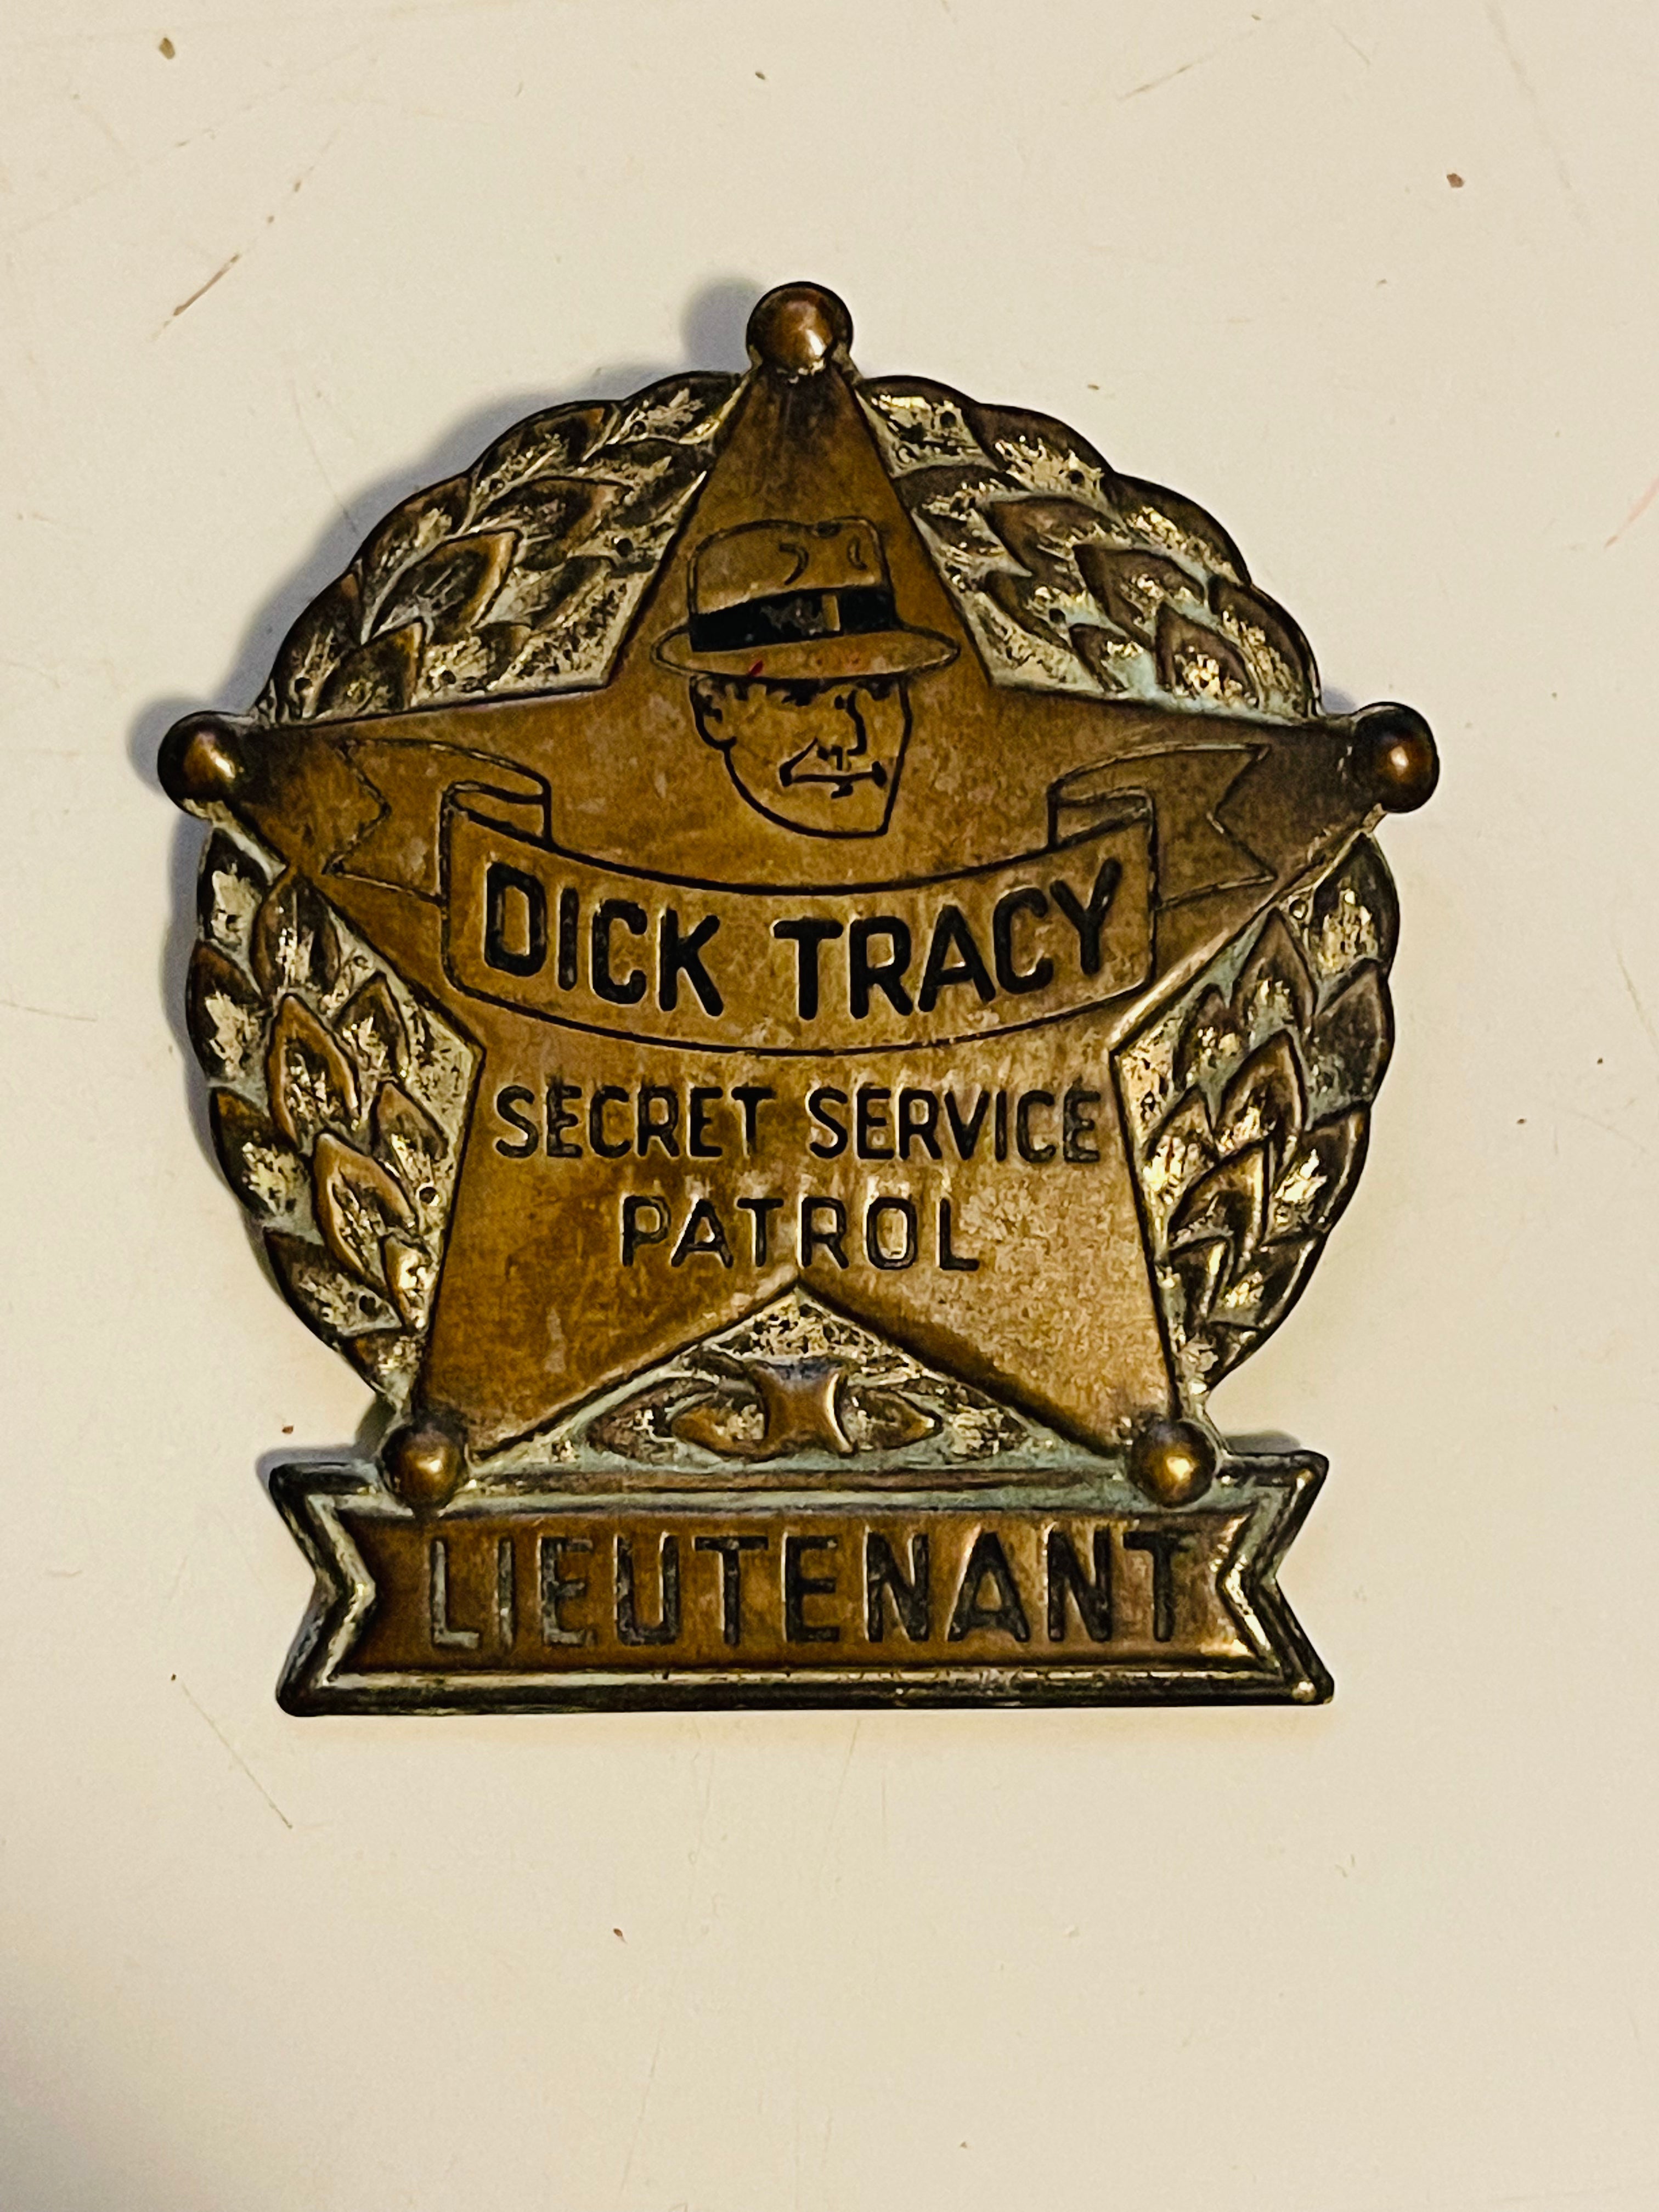 DICK TRACY
SECRET SERVICE
PATROL
LIEUTENANT